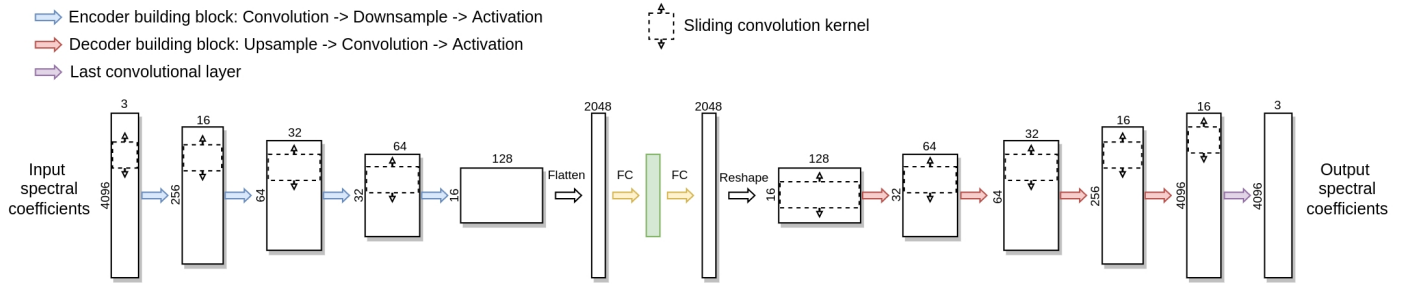 Encoder building block: Convolution -> Downsample -> Activation
Decoder building block: Upsample -> Convolution -> Activation
Last convolutional layer
Sliding convolution kernel
Input
spectral
coefficients
3
4096
16
256
32
64
64
32
128
16
Flatten
2048
FC
FC
2048
Reshape
128
16
64
32
32
64
16
256
16
4096
3
4096
Output
spectral
coefficients